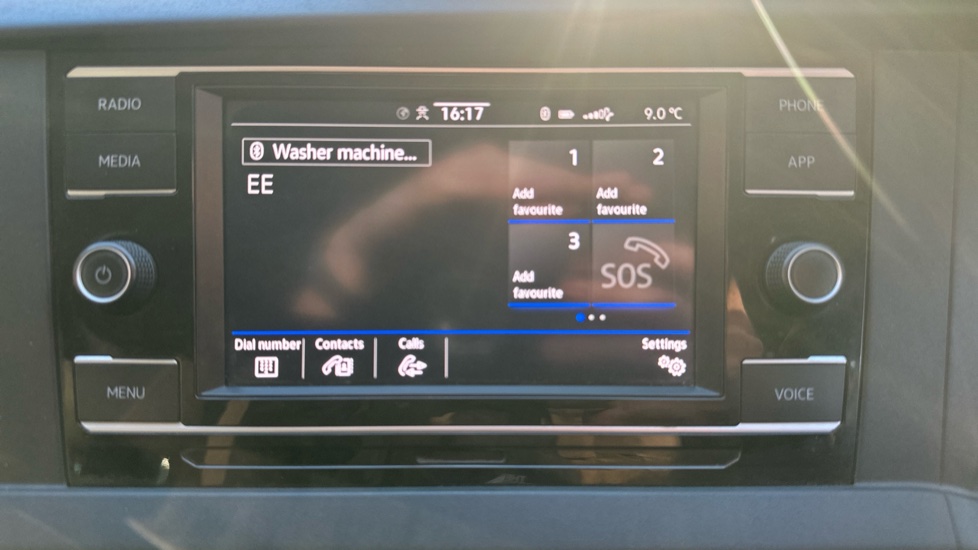 RADIO
MEDIA
MENU
16:17
9.0 °C
Washer machine...
EE
1
Add
favourite
2
Add
favourite
3
Add
favourite
SOS
Dial number
Contacts
Calls
Settings
PHONE
APP
VOICE